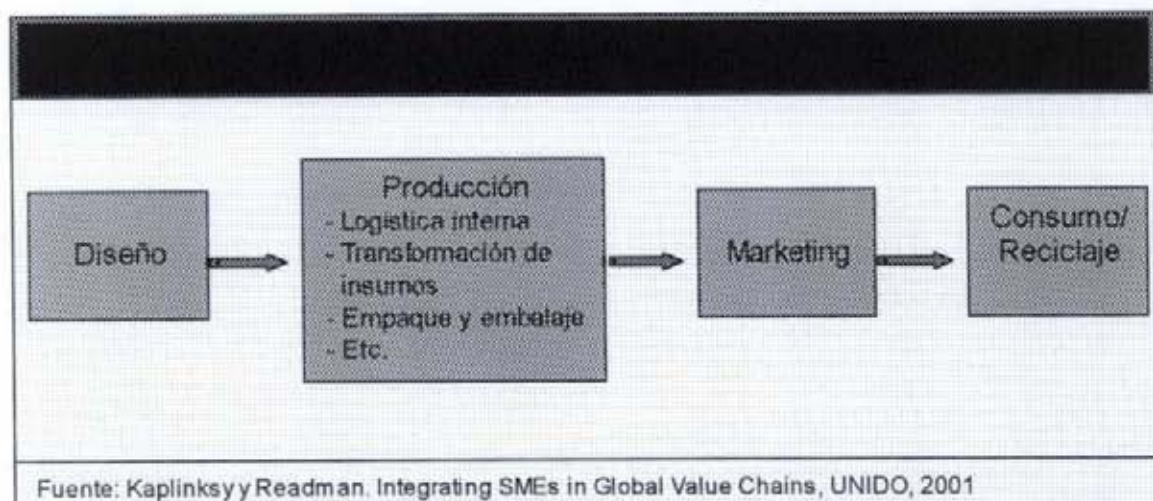 Diseño
Producción
- Logística interna
- Transformación de
insumos
- Empaque y embalaje
- Etc.
Marketing
Consumo/
Reciclaje
Fuente: Kaplinksy y Readman. Integrating SMEs in Global Value Chains, UNIDO, 2001